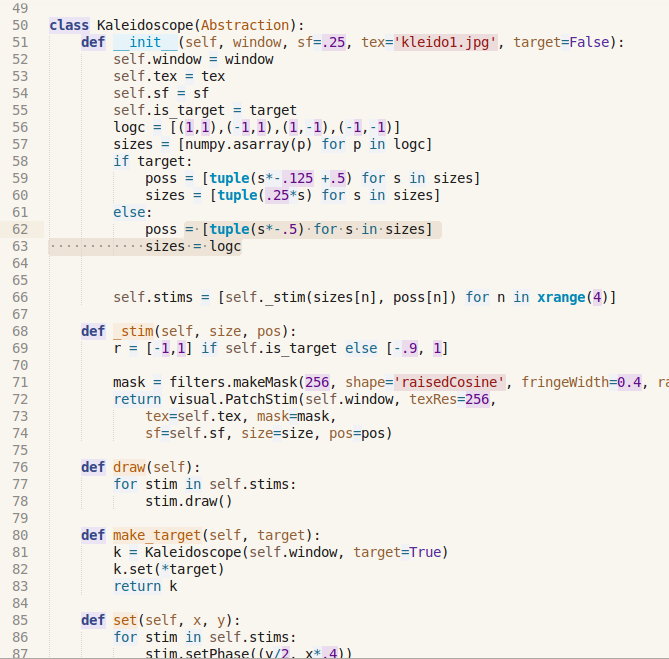 49
50 class Kaleidoscope(Abstraction):
51     def __init__(self, window, sf=.25, tex='kleido1.jpg', target=False):
52         self.window = window
53         self.tex = tex
54         self.sf = sf
55         self.is_target = target
56         logc = [(1,1),(-1,1),(1,-1),(-1,-1)]
57         sizes = [numpy.asarray(p) for p in logc]
58         if target:
59             poss = [tuple(s*-.125 +.5) for s in sizes]
60             sizes = [tuple(.25*s) for s in sizes]
61         else:
62             poss = [tuple(s*-.5) for s in sizes]
63             sizes = logc
64
65
66         self.stims = [self._stim(sizes[n], poss[n]) for n in xrange(4)]
67
68     def _stim(self, size, pos):
69         r = [-1,1] if self.is_target else [-.9, 1]
70
71         mask = filters.makeMask(256, shape='raisedCosine', fringeWidth=0.4, ra
72         return visual.PatchStim(self.window, texRes=256,
73             tex=self.tex, mask=mask,
74             sf=self.sf, size=size, pos=pos)
75
76     def draw(self):
77         for stim in self.stims:
78             stim.draw()
79
80     def make_target(self, target):
81         k = Kaleidoscope(self.window, target=True)
82         k.set(*target)
83         return k
84
85     def set(self, x, y):
86         for stim in self.stims:
87             stim.setPhase((y/2, x*.4))